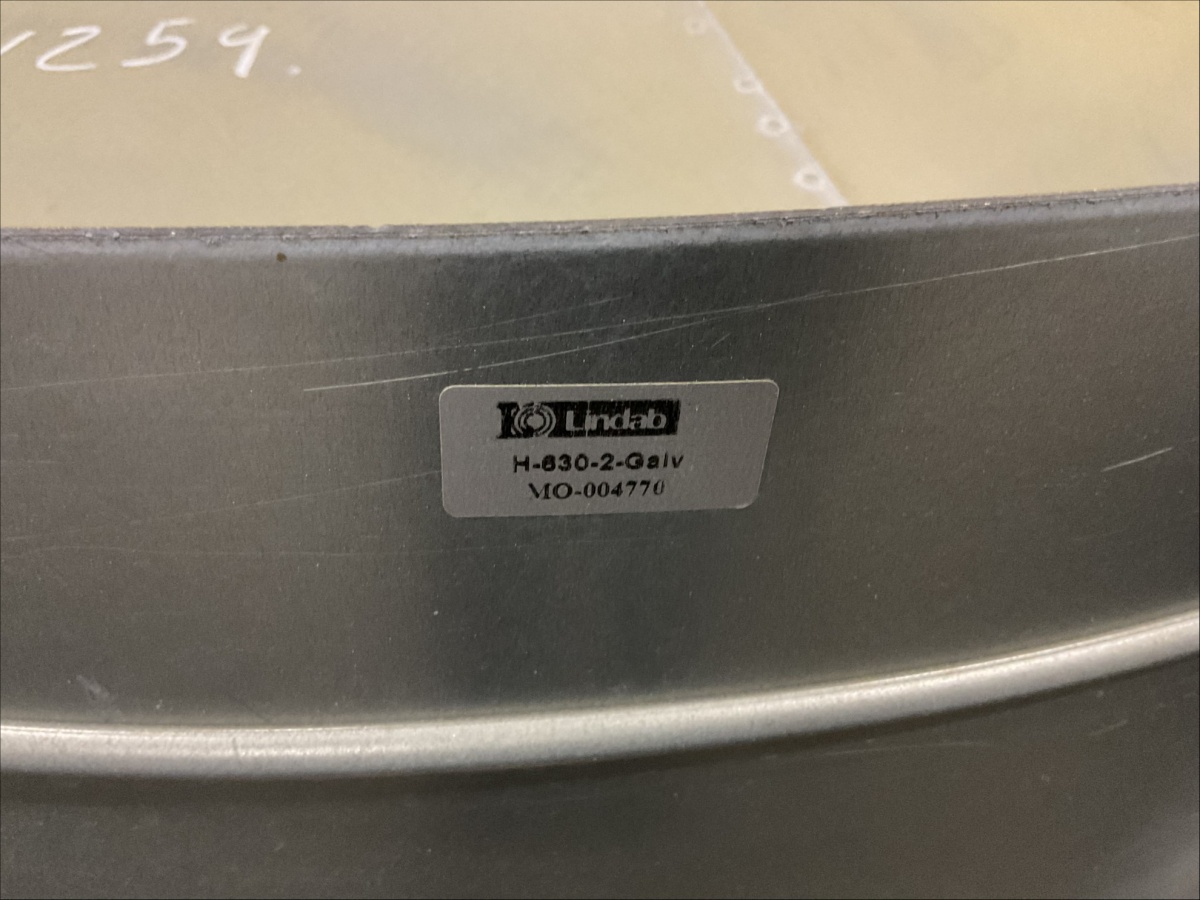 1259.
Lindab
H-630-2-Galv
MO-004770